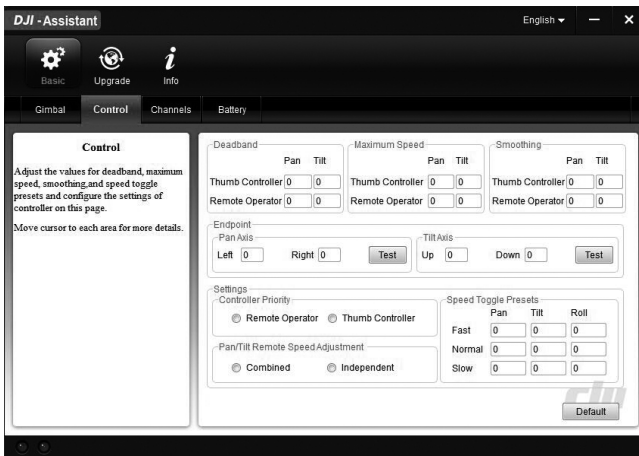 DJI - Assistant
English
Basic Upgrade Info
Gimbal Control Channels Battery
Control
Adjust the values for deadband, maximum
speed, smoothing,and speed toggle
presets and configure the settings of
controller on this page.
Move cursor to each area for more details.
Deadband
Pan Tilt
Thumb Controller 0 0
Remote Operator 0 0
Maximum Speed
Pan Tilt
Thumb Controller 0 0
Remote Operator 0 0
Smoothing
Pan Tilt
Thumb Controller 0 0
Remote Operator 0 0
Endpoint
Pan Axis
Left 0 Right 0 Test
Tilt Axis
Up 0 Down 0 Test
Settings
Controller Priority
Remote Operator Thumb Controller
Pan/Tilt Remote Speed Adjustment
Combined Independent
Speed Toggle Presets
Pan Tilt Roll
Fast 0 0 0
Normal 0 0 0
Slow 0 0 0
dji
Default